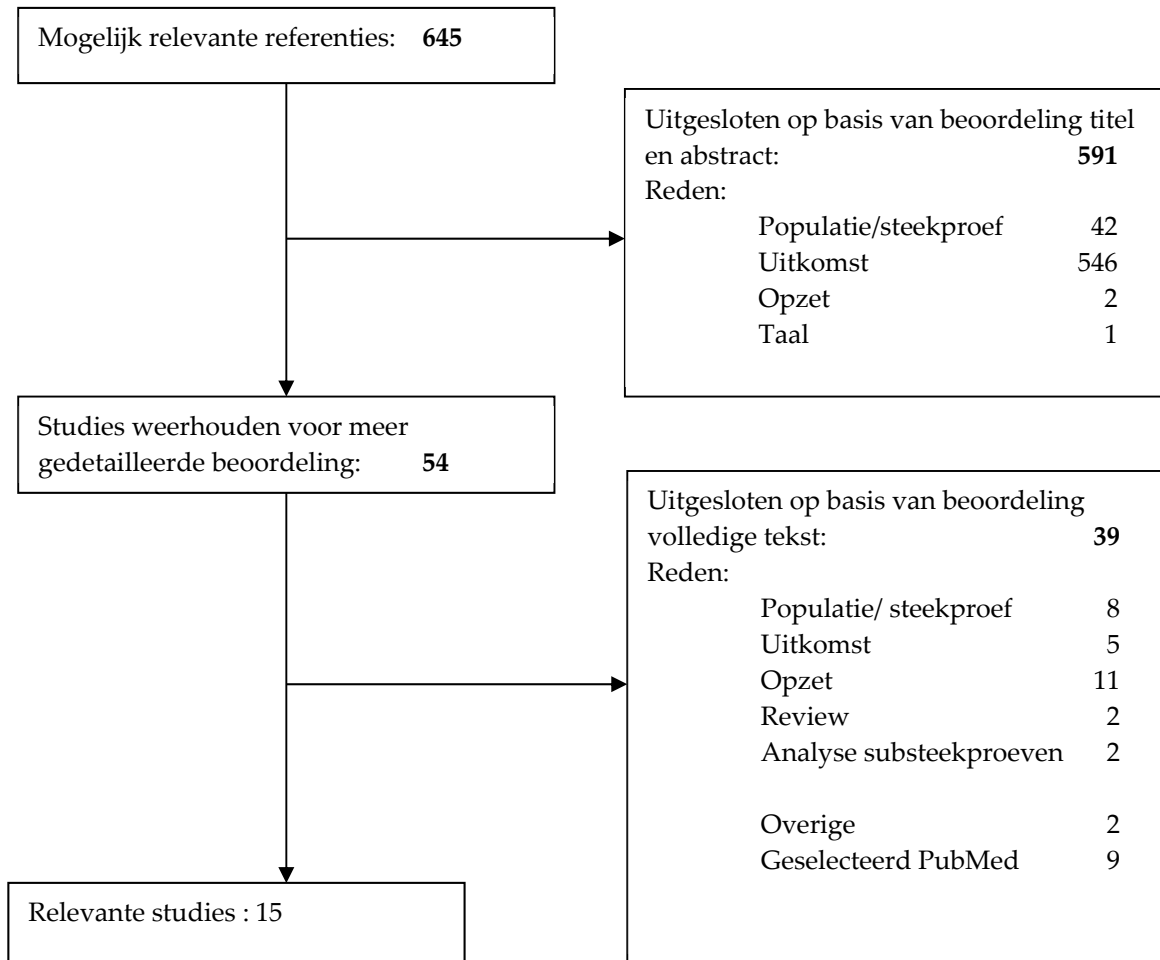 Mogelijk relevante referenties: 645
Uitgesloten op basis van beoordeling titel
en abstract: 591
Reden:
Populatie/steekproef 42
Uitkomst 546
Opzet 2
Taal 1
Studies weerhouden voor meer
gedetailleerde beoordeling: 54
Uitgesloten op basis van beoordeling
volledige tekst: 39
Reden:
Populatie/ steekproef 8
Uitkomst 5
Opzet 11
Review 2
Analyse substeekproeven 2
Overige 2
Geselecteerd PubMed 9
Relevante studies : 15